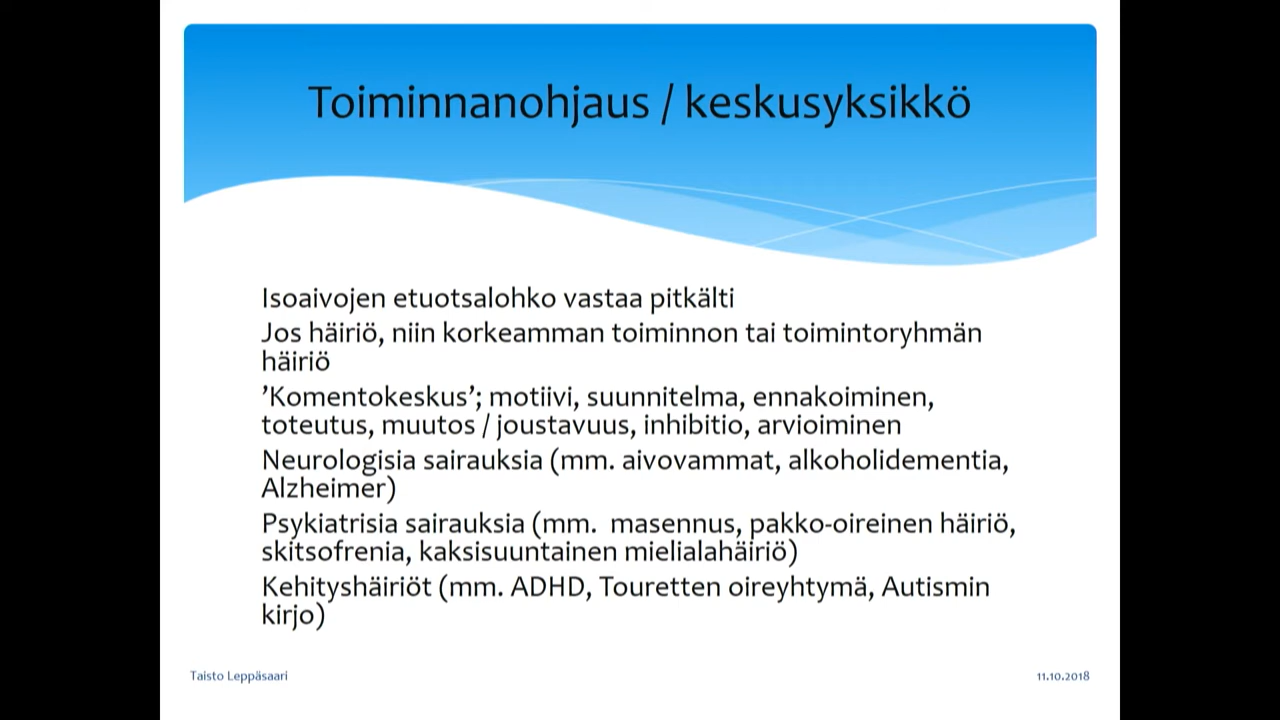 Toiminnanohjaus / keskusyksikkö
Isoaivojen etuotsalohko vastaa pitkälti
Jos häiriö, niin korkeamman toiminnon tai toimintoryhmän
häiriö
’Komentokeskus’; motiivi, suunnitelma, ennakoiminen,
toteutus, muutos / joustavuus, inhibitio, arvioiminen
Neurologisia sairauksia (mm. aivovammat, alkoholidementia,
Alzheimer)
Psykiatrisia sairauksia (mm.  masennus, pakko-oireinen häiriö,
skitsofrenia, kaksisuuntainen mielialahäiriö)
Kehityshäiriöt (mm. ADHD, Touretten oireyhtymä, Autismin
kirjo)
Taisto Leppäsaari
11.10.2018